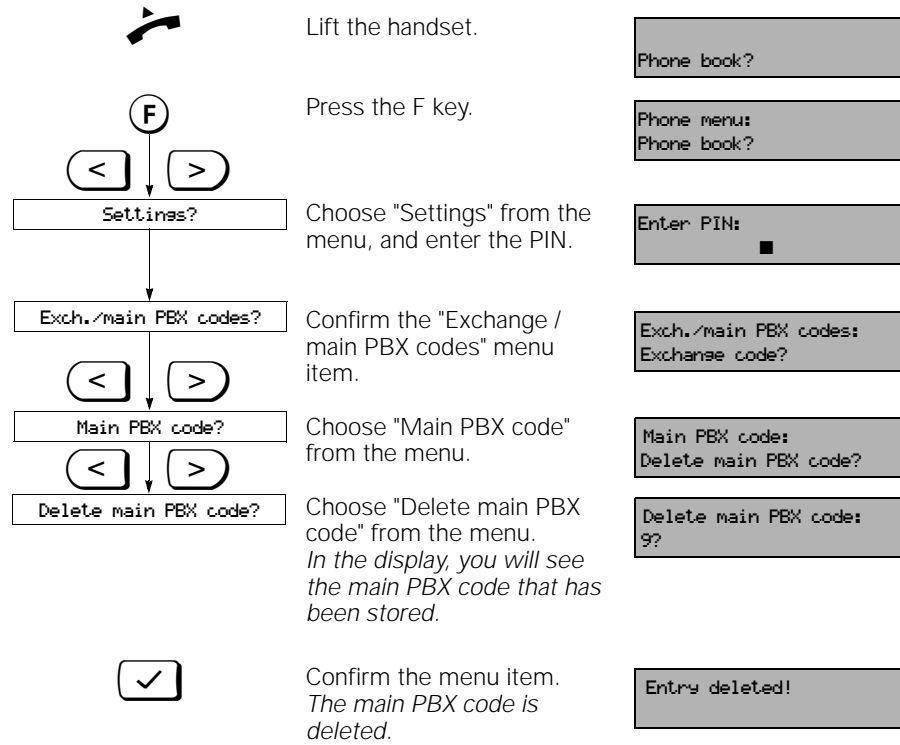 Lift the handset.
Phone book?
F
Press the F key.
Phone menu:
Phone book?
< >
Settings?
Choose "Settings" from the
menu, and enter the PIN.
Enter PIN:
Exch./main PBX codes?
Confirm the "Exchange /
main PBX codes" menu
item.
Exch./main PBX codes:
Exchange code?
< >
Main PBX code?
Choose "Main PBX code"
from the menu.
Main PBX code:
Delete main PBX code?
< >
Delete main PBX code?
Choose "Delete main PBX
code" from the menu.
In the display, you will see
the main PBX code that has
been stored.
Delete main PBX code:
9?
Confirm the menu item.
The main PBX code is
deleted.
Entry deleted!